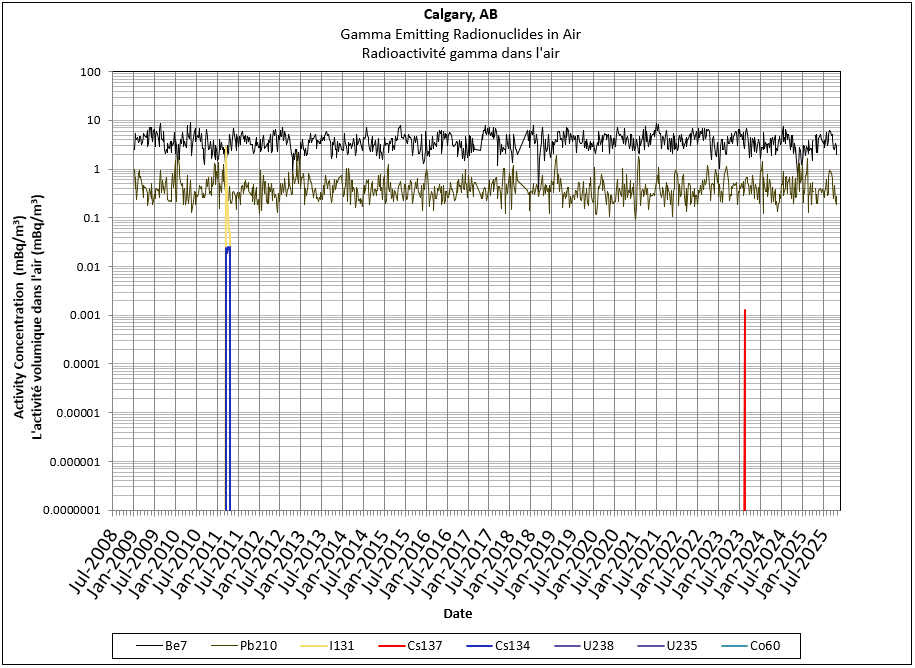 Calgary, AB
Gamma Emitting Radionuclides in Air
Radioactivité gamma dans l'air
Activity Concentration (mBq/m³)
L'activité volumique dans l'air (mBq/m³)
100
10
1
0.1
0.01
0.001
0.0001
0.00001
0.000001
0.0000001
Jul-2008
Jan-2009
Jul-2009
Jan-2010
Jul-2010
Jan-2011
Jul-2011
Jan-2012
Jul-2012
Jan-2013
Jul-2013
Jan-2014
Jul-2014
Jan-2015
Jul-2015
Jan-2016
Jul-2016
Jan-2017
Jul-2017
Jan-2018
Jul-2018
Jan-2019
Jul-2019
Jan-2020
Jul-2020
Jan-2021
Jul-2021
Jan-2022
Jul-2022
Jan-2023
Jul-2023
Jan-2024
Jul-2024
Jan-2025
Jul-2025
Date
Be7 Pb210 I131 Cs137 Cs134 U238 U235 Co60